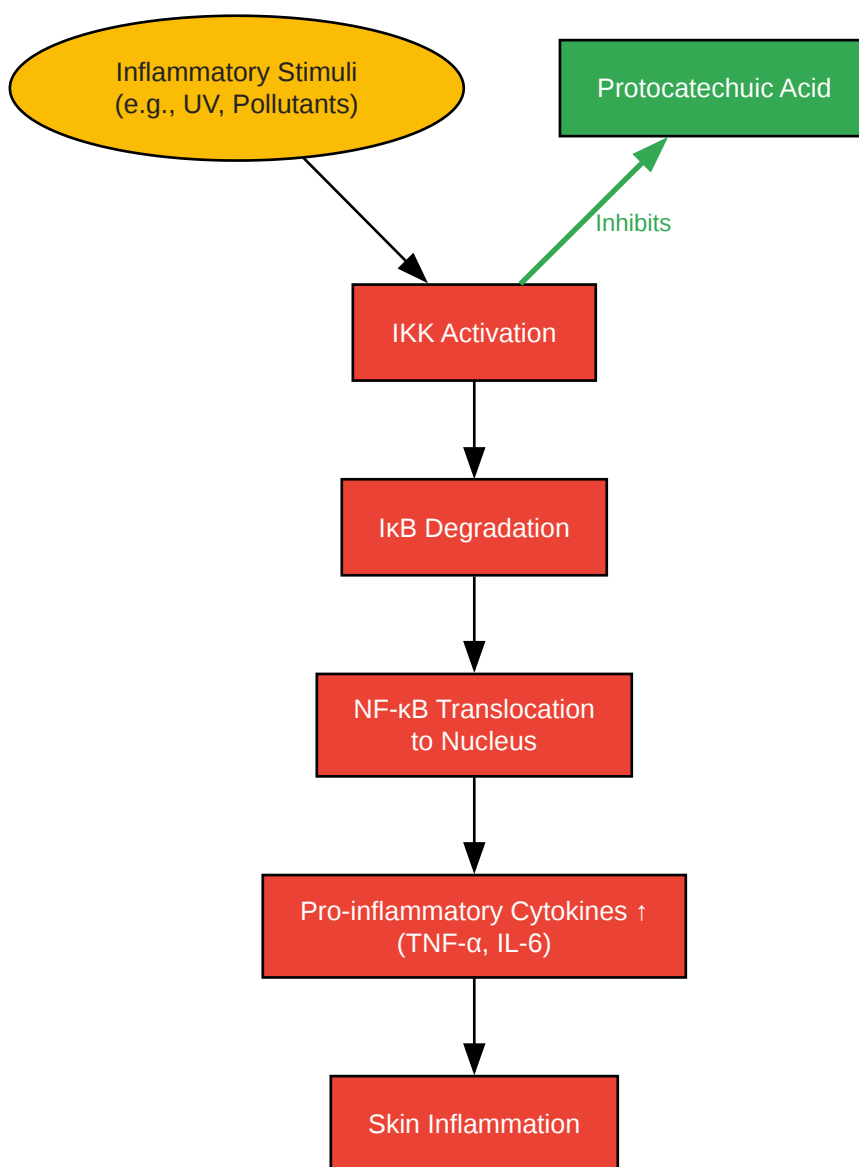 Inflammatory Stimuli
(e.g., UV, Pollutants)
Protocatechuic Acid
Inhibits
IKK Activation
IκB Degradation
NF-κB Translocation
to Nucleus
Pro-inflammatory Cytokines ↑
(TNF-α, IL-6)
Skin Inflammation